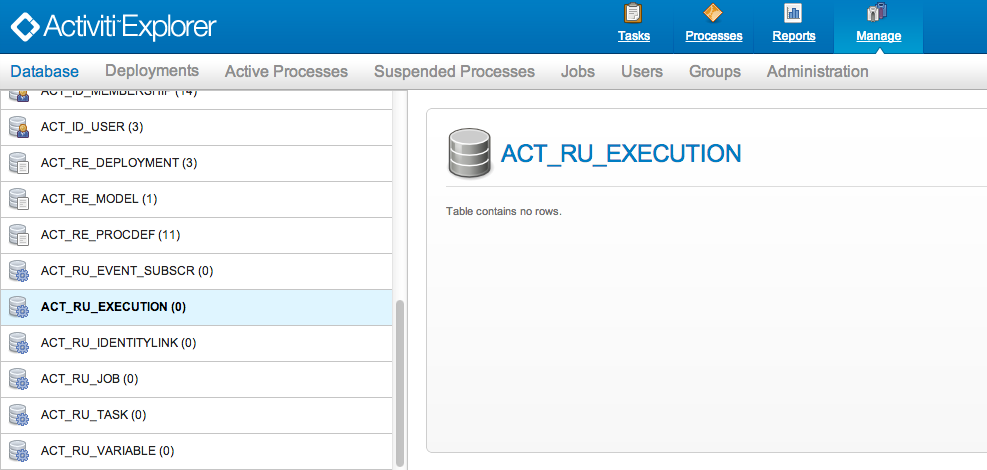 Activiti Explorer
Tasks
Processes
Reports
Manage
Database
Deployments
Active Processes
Suspended Processes
Jobs
Users
Groups
Administration
ACT_ID_MEMBERSHIP (14)
ACT_ID_USER (3)
ACT_RE_DEPLOYMENT (3)
ACT_RE_MODEL (1)
ACT_RE_PROCDEF (11)
ACT_RU_EVENT_SUBSCR (0)
ACT_RU_EXECUTION (0)
ACT_RU_IDENTITYLINK (0)
ACT_RU_JOB (0)
ACT_RU_TASK (0)
ACT_RU_VARIABLE (0)
ACT_RU_EXECUTION
Table contains no rows.